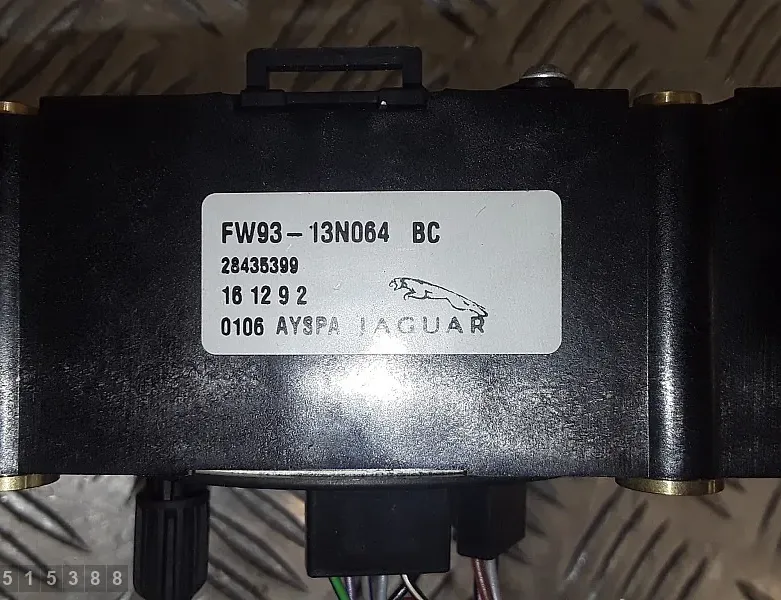 FW93-13N064 BC
28435399
16 12 9 2
0106 AYSPA JAGUAR
515388